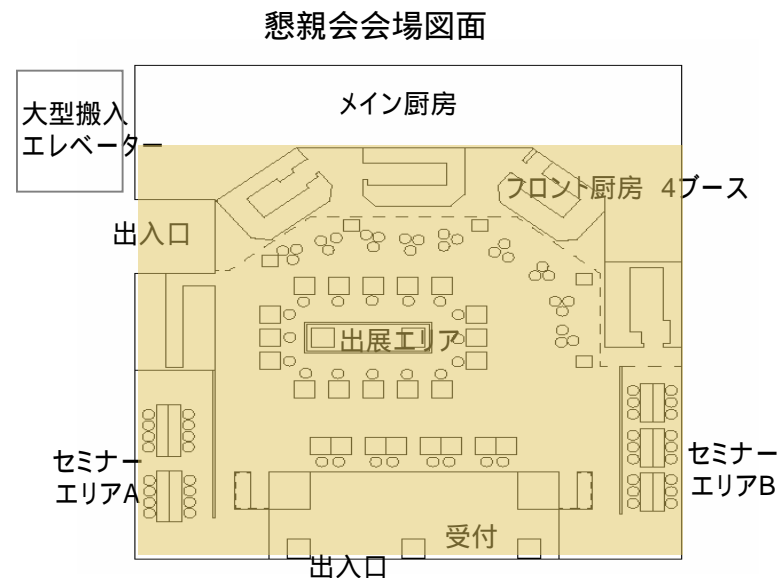 懇親会会場図面
大型搬入
エレベーター
メイン厨房
フロント厨房 4ブース
出入口
出展エリア
セミナー
エリアA
セミナー
エリアB
受付
出入口